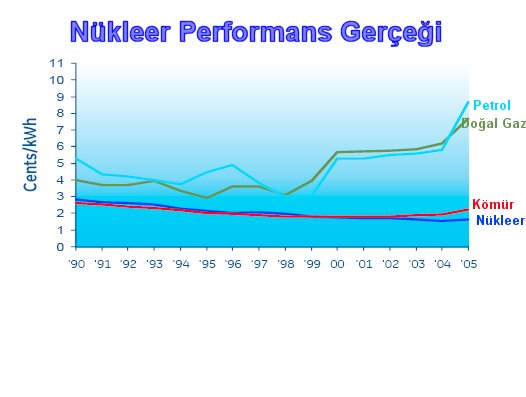 Nükleer Performans Gerçeği
11
10
9
8
7
6
5
4
3
2
1
0
Cents/kWh
Petrol
Doğal Gaz
Kömür
Nükleer
'90 '91 '92 '93 '94 '95 '96 '97 '98 '99 00 '01 '02 '03 '04 '05